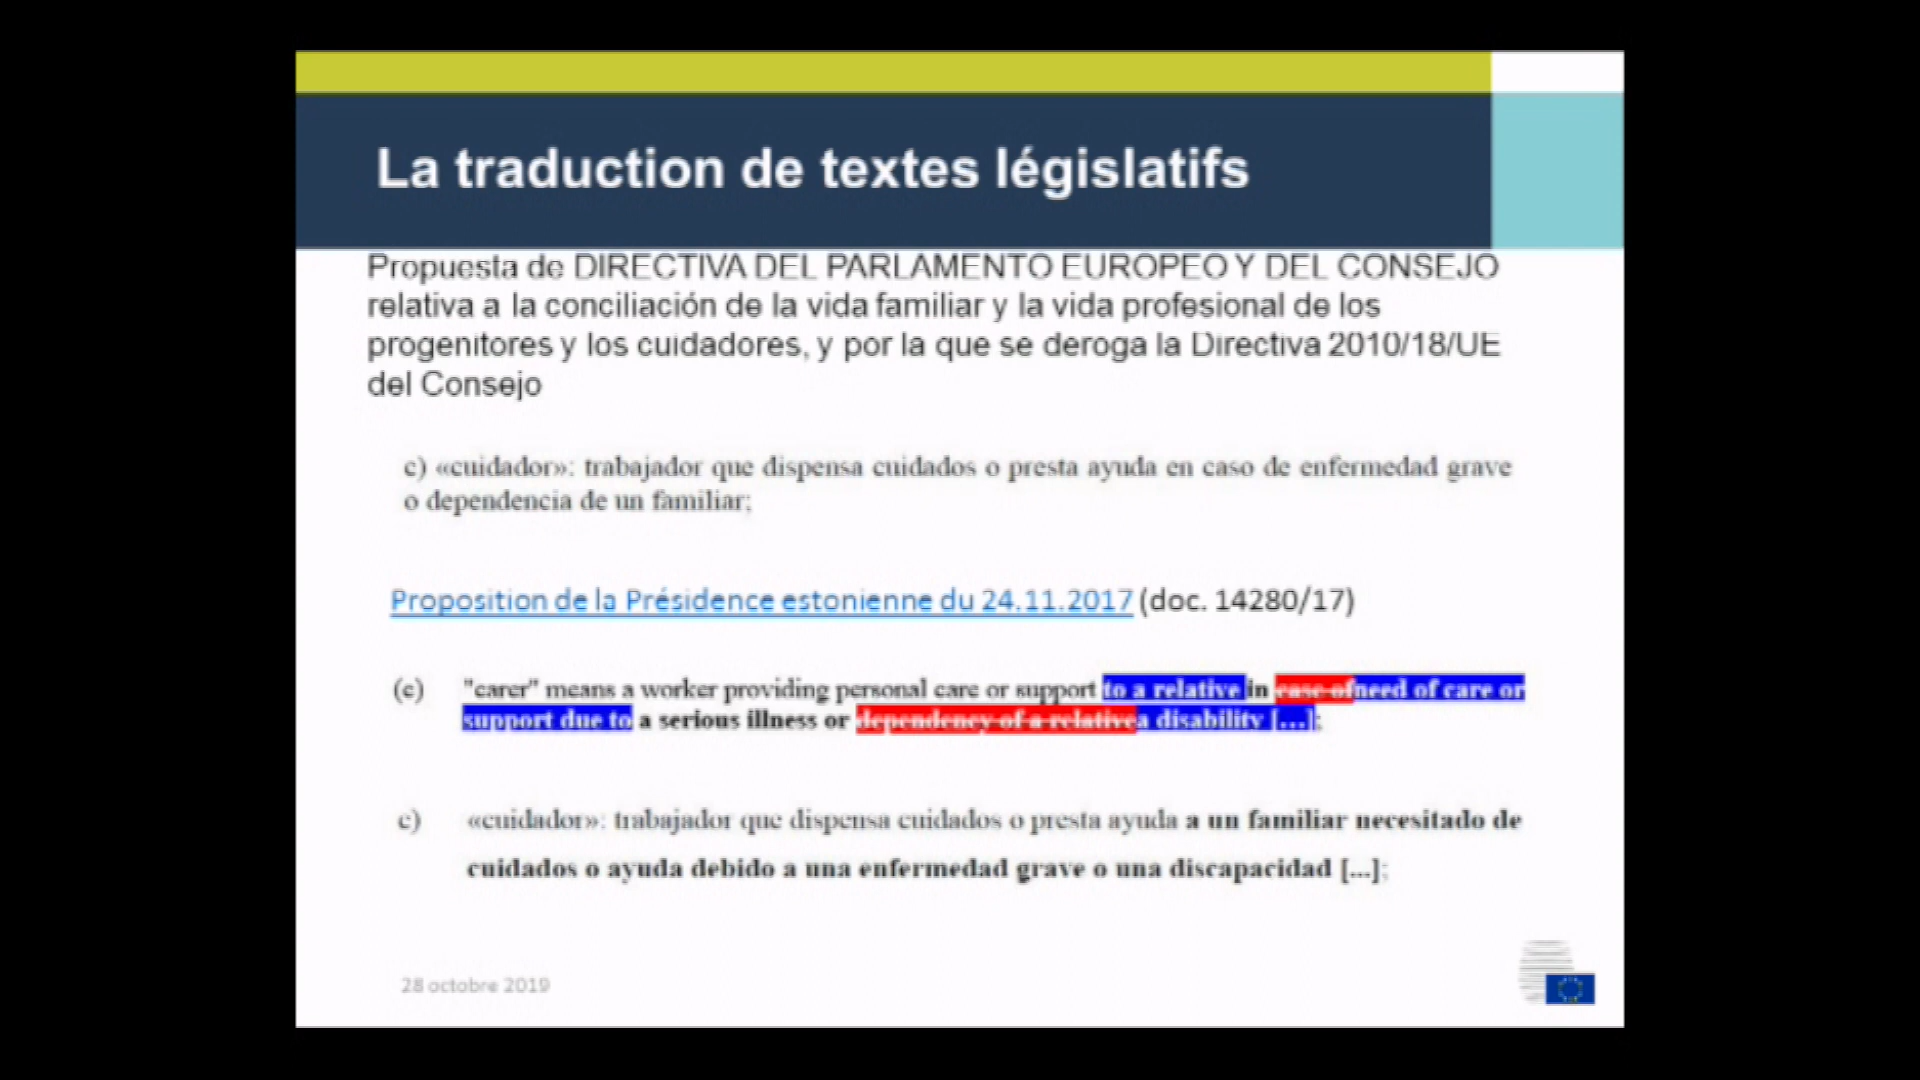 La traduction de textes législatifs
Propuesta de DIRECTIVA DEL PARLAMENTO EUROPEO Y DEL CONSEJO
relativa a la conciliación de la vida familiar y la vida profesional de los
progenitores y los cuidadores, y por la que se deroga la Directiva 2010/18/UE
del Consejo
c) «cuidador»: trabajador que dispensa cuidados o presta ayuda en caso de enfermedad grave
o dependencia de un familiar;
Proposition de la Présidence estonienne du 24.11.2017 (doc. 14280/17)
(c) "carer" means a worker providing personal care or support to a relative in case ofneed of care or
support due to a serious illness or dependency of a relativea disability [...];
c) «cuidador»: trabajador que dispensa cuidados o presta ayuda a un familiar necesitado de
cuidados o ayuda debido a una enfermedad grave o una discapacidad [...];
28 octobre 2019